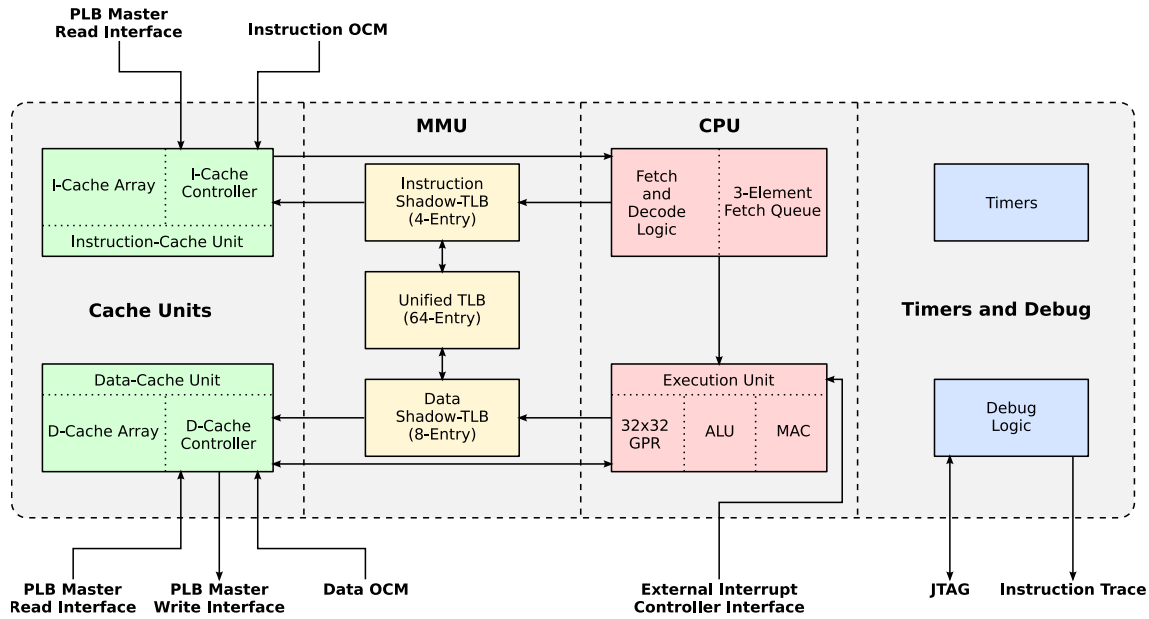 PLB Master
Read Interface
Instruction OCM
MMU
CPU
I-Cache Array
I-Cache
Controller
Instruction-Cache Unit
Instruction
Shadow-TLB
(4-Entry)
Fetch
and
Decode
Logic
3-Element
Fetch Queue
Timers
Cache Units
Unified TLB
(64-Entry)
Timers and Debug
Data-Cache Unit
D-Cache Array
D-Cache
Controller
Data
Shadow-TLB
(8-Entry)
Execution Unit
32x32
GPR
ALU
MAC
Debug
Logic
PLB Master
Read Interface
PLB Master
Write Interface
Data OCM
External Interrupt
Controller Interface
JTAG
Instruction Trace